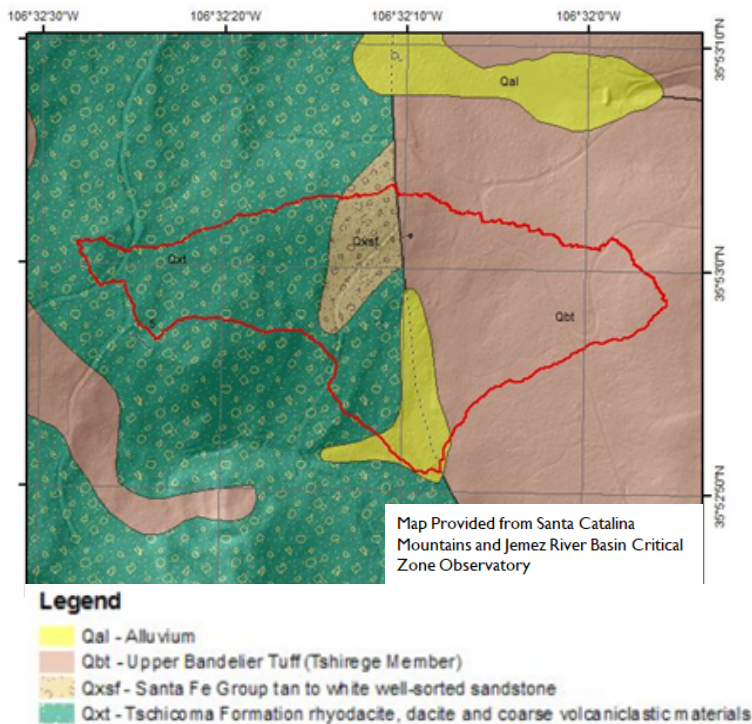 106°32'30"W 106°32'20"W 106°32'10"W 106°32'0"W
35°53'10"N
Qal
Qxsf
Qxt
35°53'0"N
Qbt
35°52'50"N
Map Provided from Santa Catalina
Mountains and Jemez River Basin Critical
Zone Observatory
Legend
Qal - Alluvium
Qbt - Upper Bandelier Tuff (Tshirege Member)
Qxsf - Santa Fe Group tan to white well-sorted sandstone
Qxt - Tschicoma Formation rhyodacite, dacite and coarse volcaniclastic materials